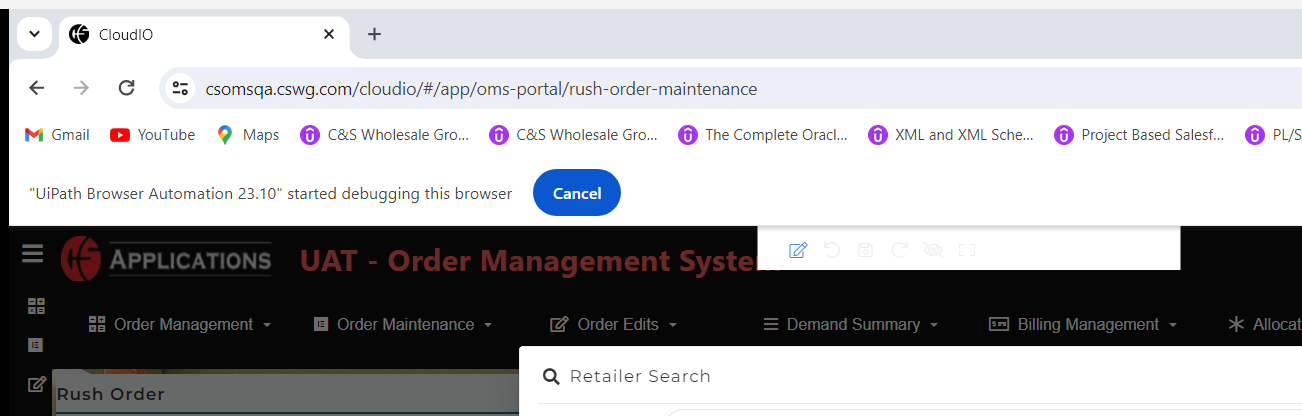 CloudIO
csomsqa.cswg.com/cloudio/#/app/oms-portal/rush-order-maintenance
Gmail YouTube Maps C&S Wholesale Gro... C&S Wholesale Gro... The Complete Oracl... XML and XML Sche... Project Based Salesf... PL/S
"UiPath Browser Automation 23.10" started debugging this browser Cancel
APPLICATIONS UAT - Order Management System
Order Management Order Maintenance Order Edits Demand Summary Billing Management Allocat
Retailer Search
Rush Order